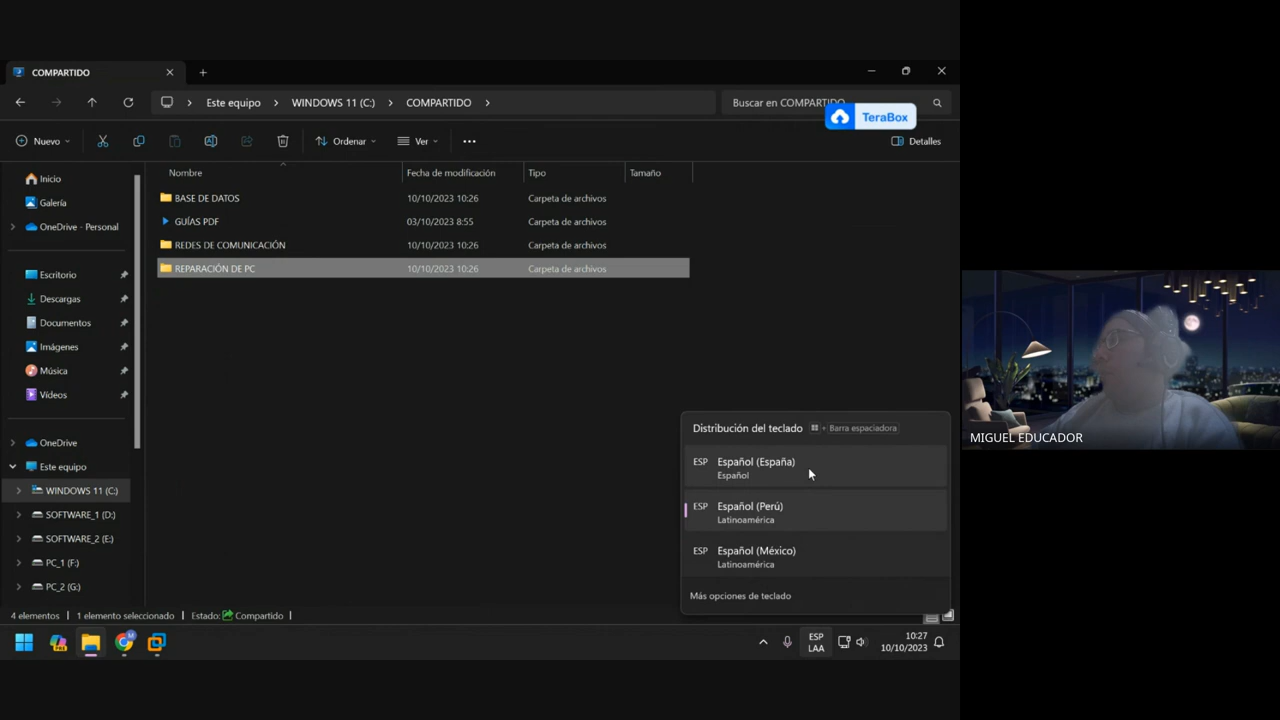 COMPARTIDO
Este equipo > WINDOWS 11 (C:) > COMPARTIDO >
Buscar en COMPARTIDO
TeraBox
Nuevo
Ordenar
Ver
Detalles
Nombre Fecha de modificación Tipo Tamaño
BASE DE DATOS 10/10/2023 10:26 Carpeta de archivos
GUÍAS PDF 03/10/2023 8:55 Carpeta de archivos
REDES DE COMUNICACIÓN 10/10/2023 10:26 Carpeta de archivos
REPARACIÓN DE PC 10/10/2023 10:26 Carpeta de archivos
Inicio
Galería
OneDrive - Personal
Escritorio
Descargas
Documentos
Imágenes
Música
Vídeos
OneDrive
Este equipo
WINDOWS 11 (C:)
SOFTWARE_1 (D:)
SOFTWARE_2 (E:)
PC_1 (F:)
PC_2 (G:)
Distribución del teclado + Barra espaciadora
ESP Español (España)
Español
ESP Español (Perú)
Latinoamérica
ESP Español (México)
Latinoamérica
Más opciones de teclado
4 elementos | 1 elemento seleccionado | Estado: Compartido |
ESP
LAA
10:27
10/10/2023
MIGUEL EDUCADOR